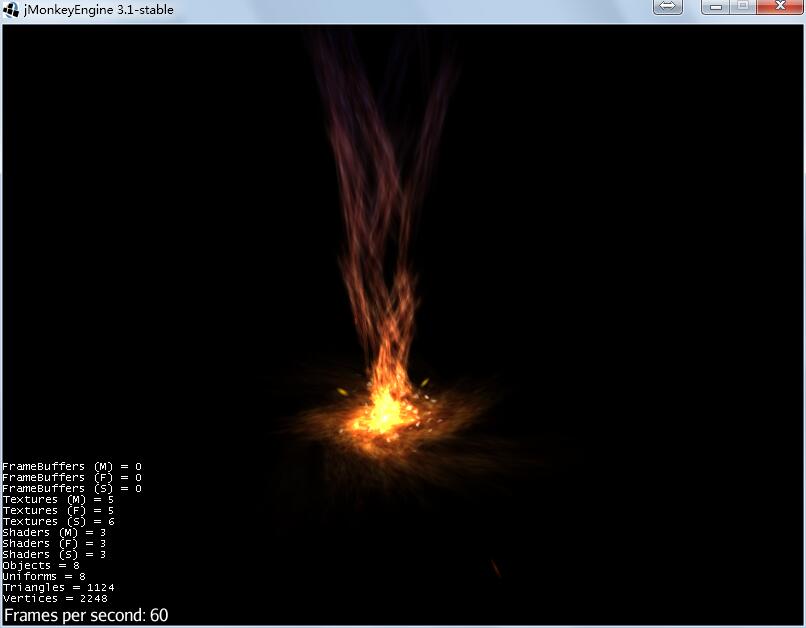 jMonkeyEngine 3.1-stable
FrameBuffers (M) = 0
FrameBuffers (F) = 0
FrameBuffers (S) = 0
Textures (M) = 5
Textures (F) = 5
Textures (S) = 6
Shaders (M) = 3
Shaders (F) = 3
Shaders (S) = 3
Objects = 8
Uniforms = 8
Triangles = 1124
Vertices = 2248
Frames per second: 60